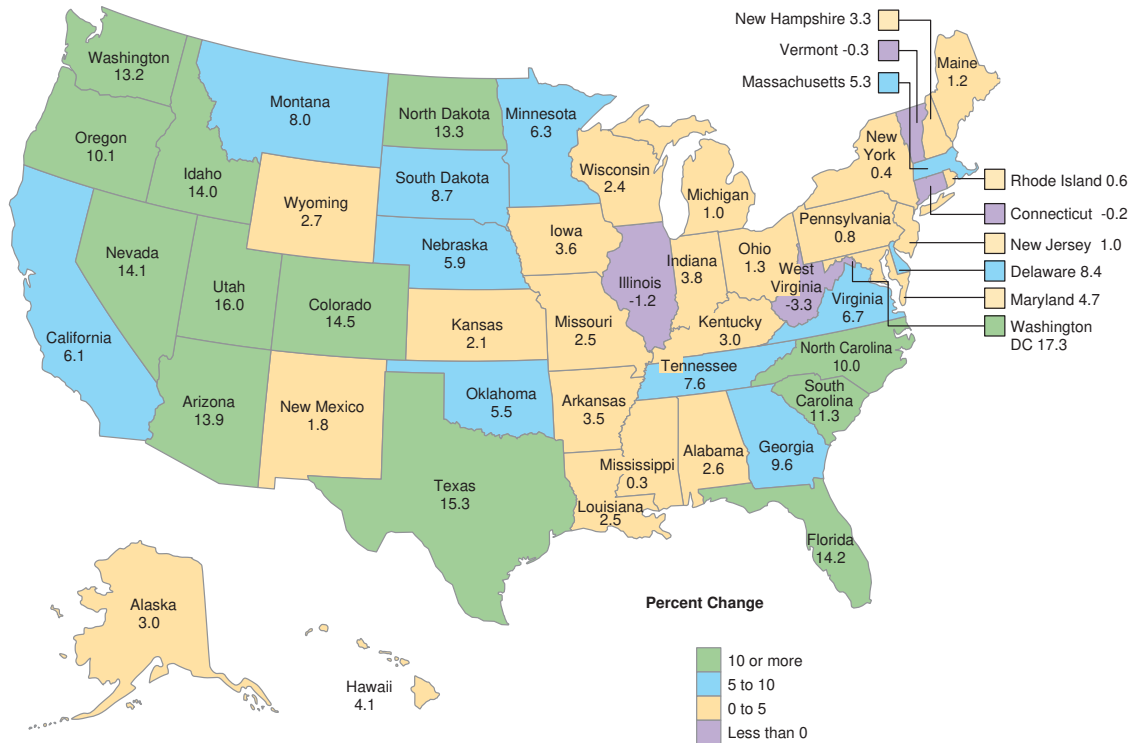 New Hampshire 3.3
Vermont -0.3
Massachusetts 5.3
Washington
13.2
Montana
8.0
North Dakota
13.3
Minnesota
6.3
Maine
1.2
Oregon
10.1
Idaho
14.0
South Dakota
8.7
Wisconsin
2.4
New
York
0.4
Wyoming
2.7
Michigan
1.0
Rhode Island 0.6
Connecticut -0.2
New Jersey 1.0
Delaware 8.4
Maryland 4.7
Washington
DC 17.3
Nevada
14.1
Utah
16.0
Colorado
14.5
Nebraska
5.9
Iowa
3.6
Illinois
-1.2
Indiana
3.8
Ohio
1.3
Pennsylvania
0.8
West
Virginia
-3.3
Virginia
6.7
California
6.1
Kansas
2.1
Missouri
2.5
Kentucky
3.0
North Carolina
10.0
Tennessee
7.6
South
Carolina
11.3
Arizona
13.9
New Mexico
1.8
Oklahoma
5.5
Arkansas
3.5
Mississippi
0.3
Alabama
2.6
Georgia
9.6
Texas
15.3
Louisiana
2.5
Florida
14.2
Alaska
3.0
Hawaii
4.1
Percent Change
10 or more
5 to 10
0 to 5
Less than 0